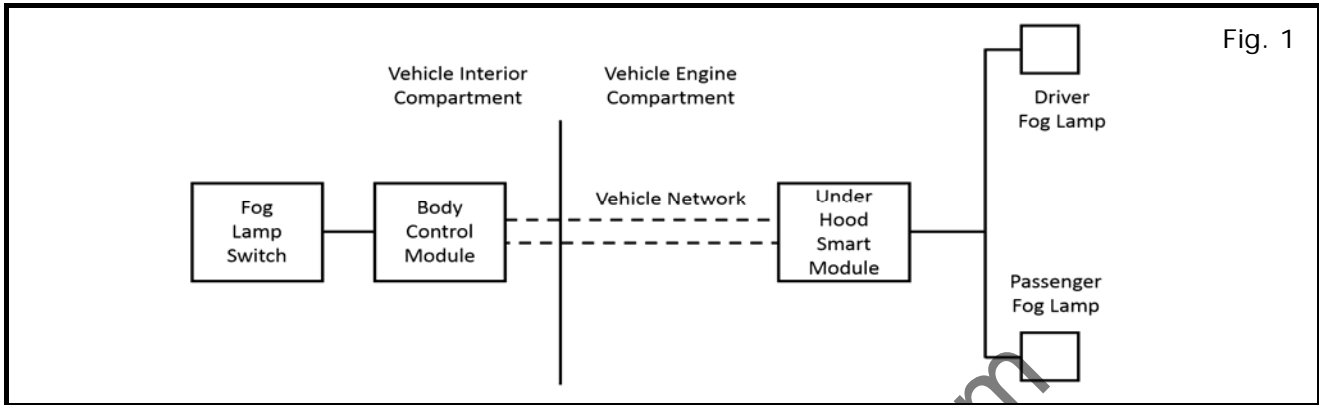 Fig. 1
Vehicle Interior
Compartment
Vehicle Engine
Compartment
Driver
Fog Lamp
Fog
Lamp
Switch
Body
Control
Module
Vehicle Network
Under
Hood
Smart
Module
Passenger
Fog Lamp